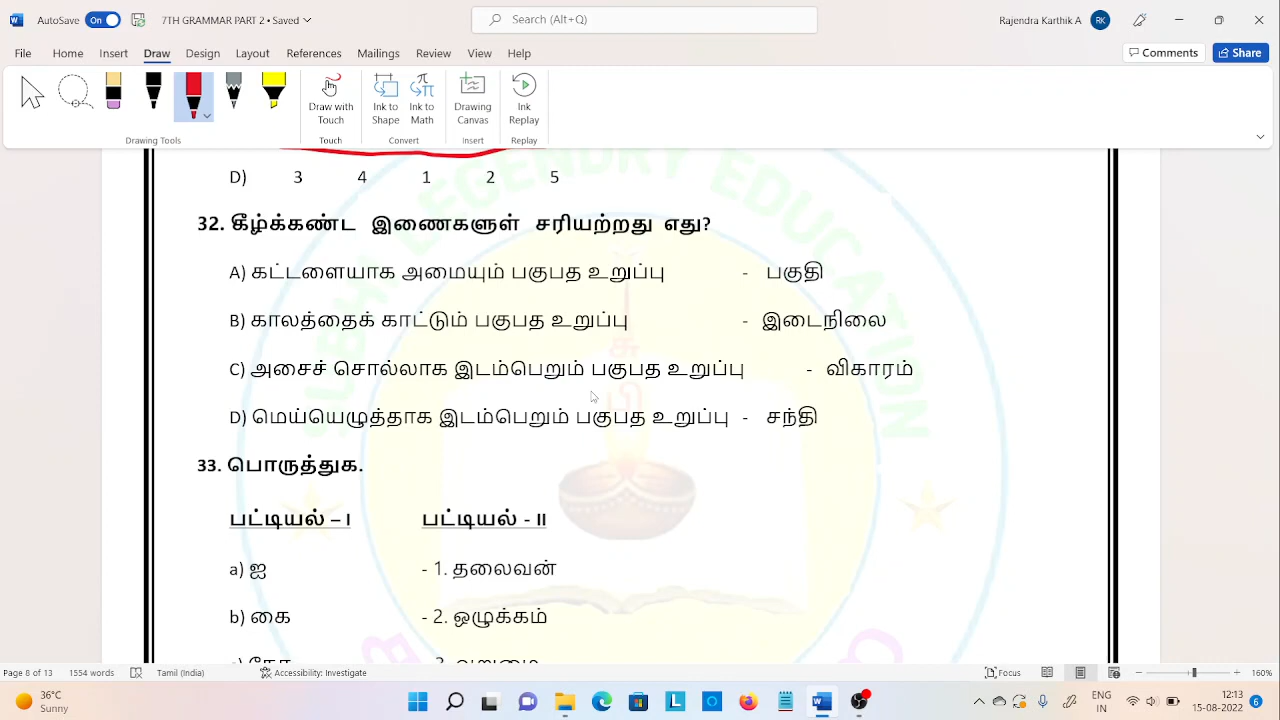 AutoSave On 7TH GRAMMAR PART 6 • Saved Search (Alt+Q) Rajendra Karthik A RK
File Home Insert Draw Design Layout References Mailings Review View Help Comments Share
Draw with Touch Ink to Shape Ink to Math Drawing Canvas Ink Replay
Drawing Tools Touch Convert Insert Replay
D) 3 4 1 2 5
32. கீழ்க்கண்ட இணைகளுள் சரியற்றது எது?
A) கட்டளையாக அமையும் பகுபத உறுப்பு - பகுதி
B) காலத்தைக் காட்டும் பகுபத உறுப்பு - இடைநிலை
C) அசைச் சொல்லாக இடம்பெறும் பகுபத உறுப்பு - விகாரம்
D) மெய்யெழுத்தாக இடம்பெறும் பகுபத உறுப்பு - சந்தி
33. பொருத்துக.
பட்டியல் – I பட்டியல் - II
a) ஐ - 1. தலைவன்
b) கை - 2. ஒழுக்கம்
Page 8 of 13 1554 words Tamil (India) Accessibility: Investigate Focus 160%
36°C Sunny ENG IN 12:13 15-08-2022 6